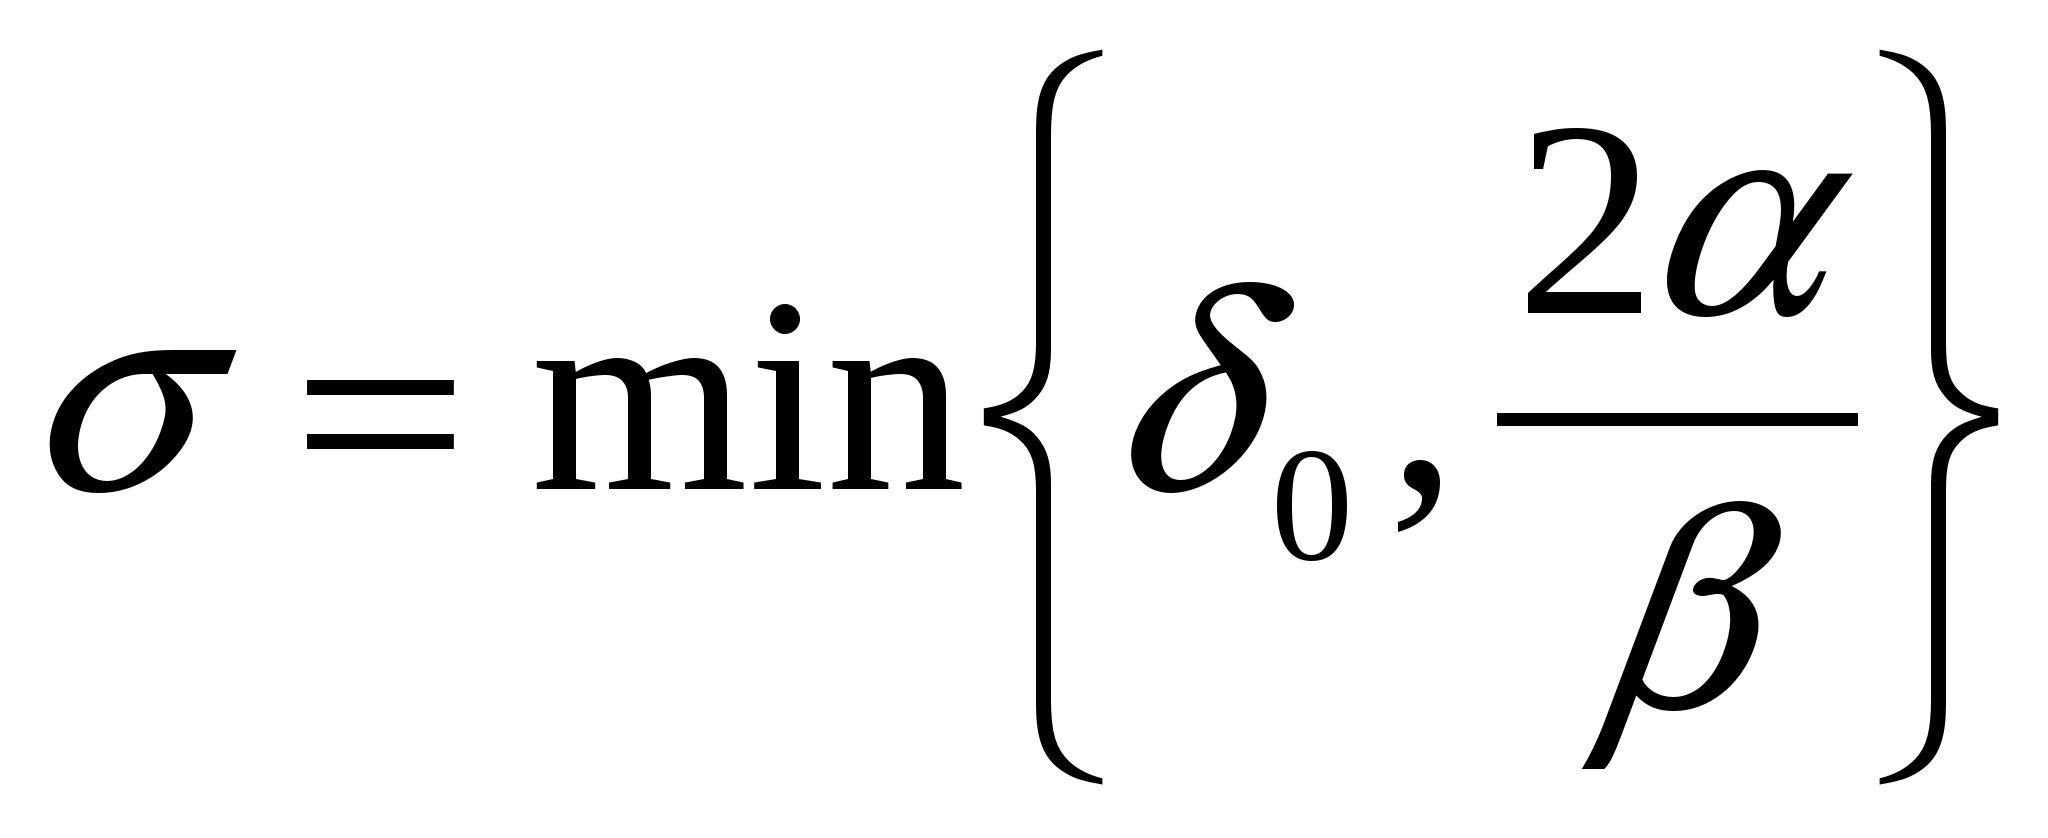 σ = min{δ₀, 2α/β}